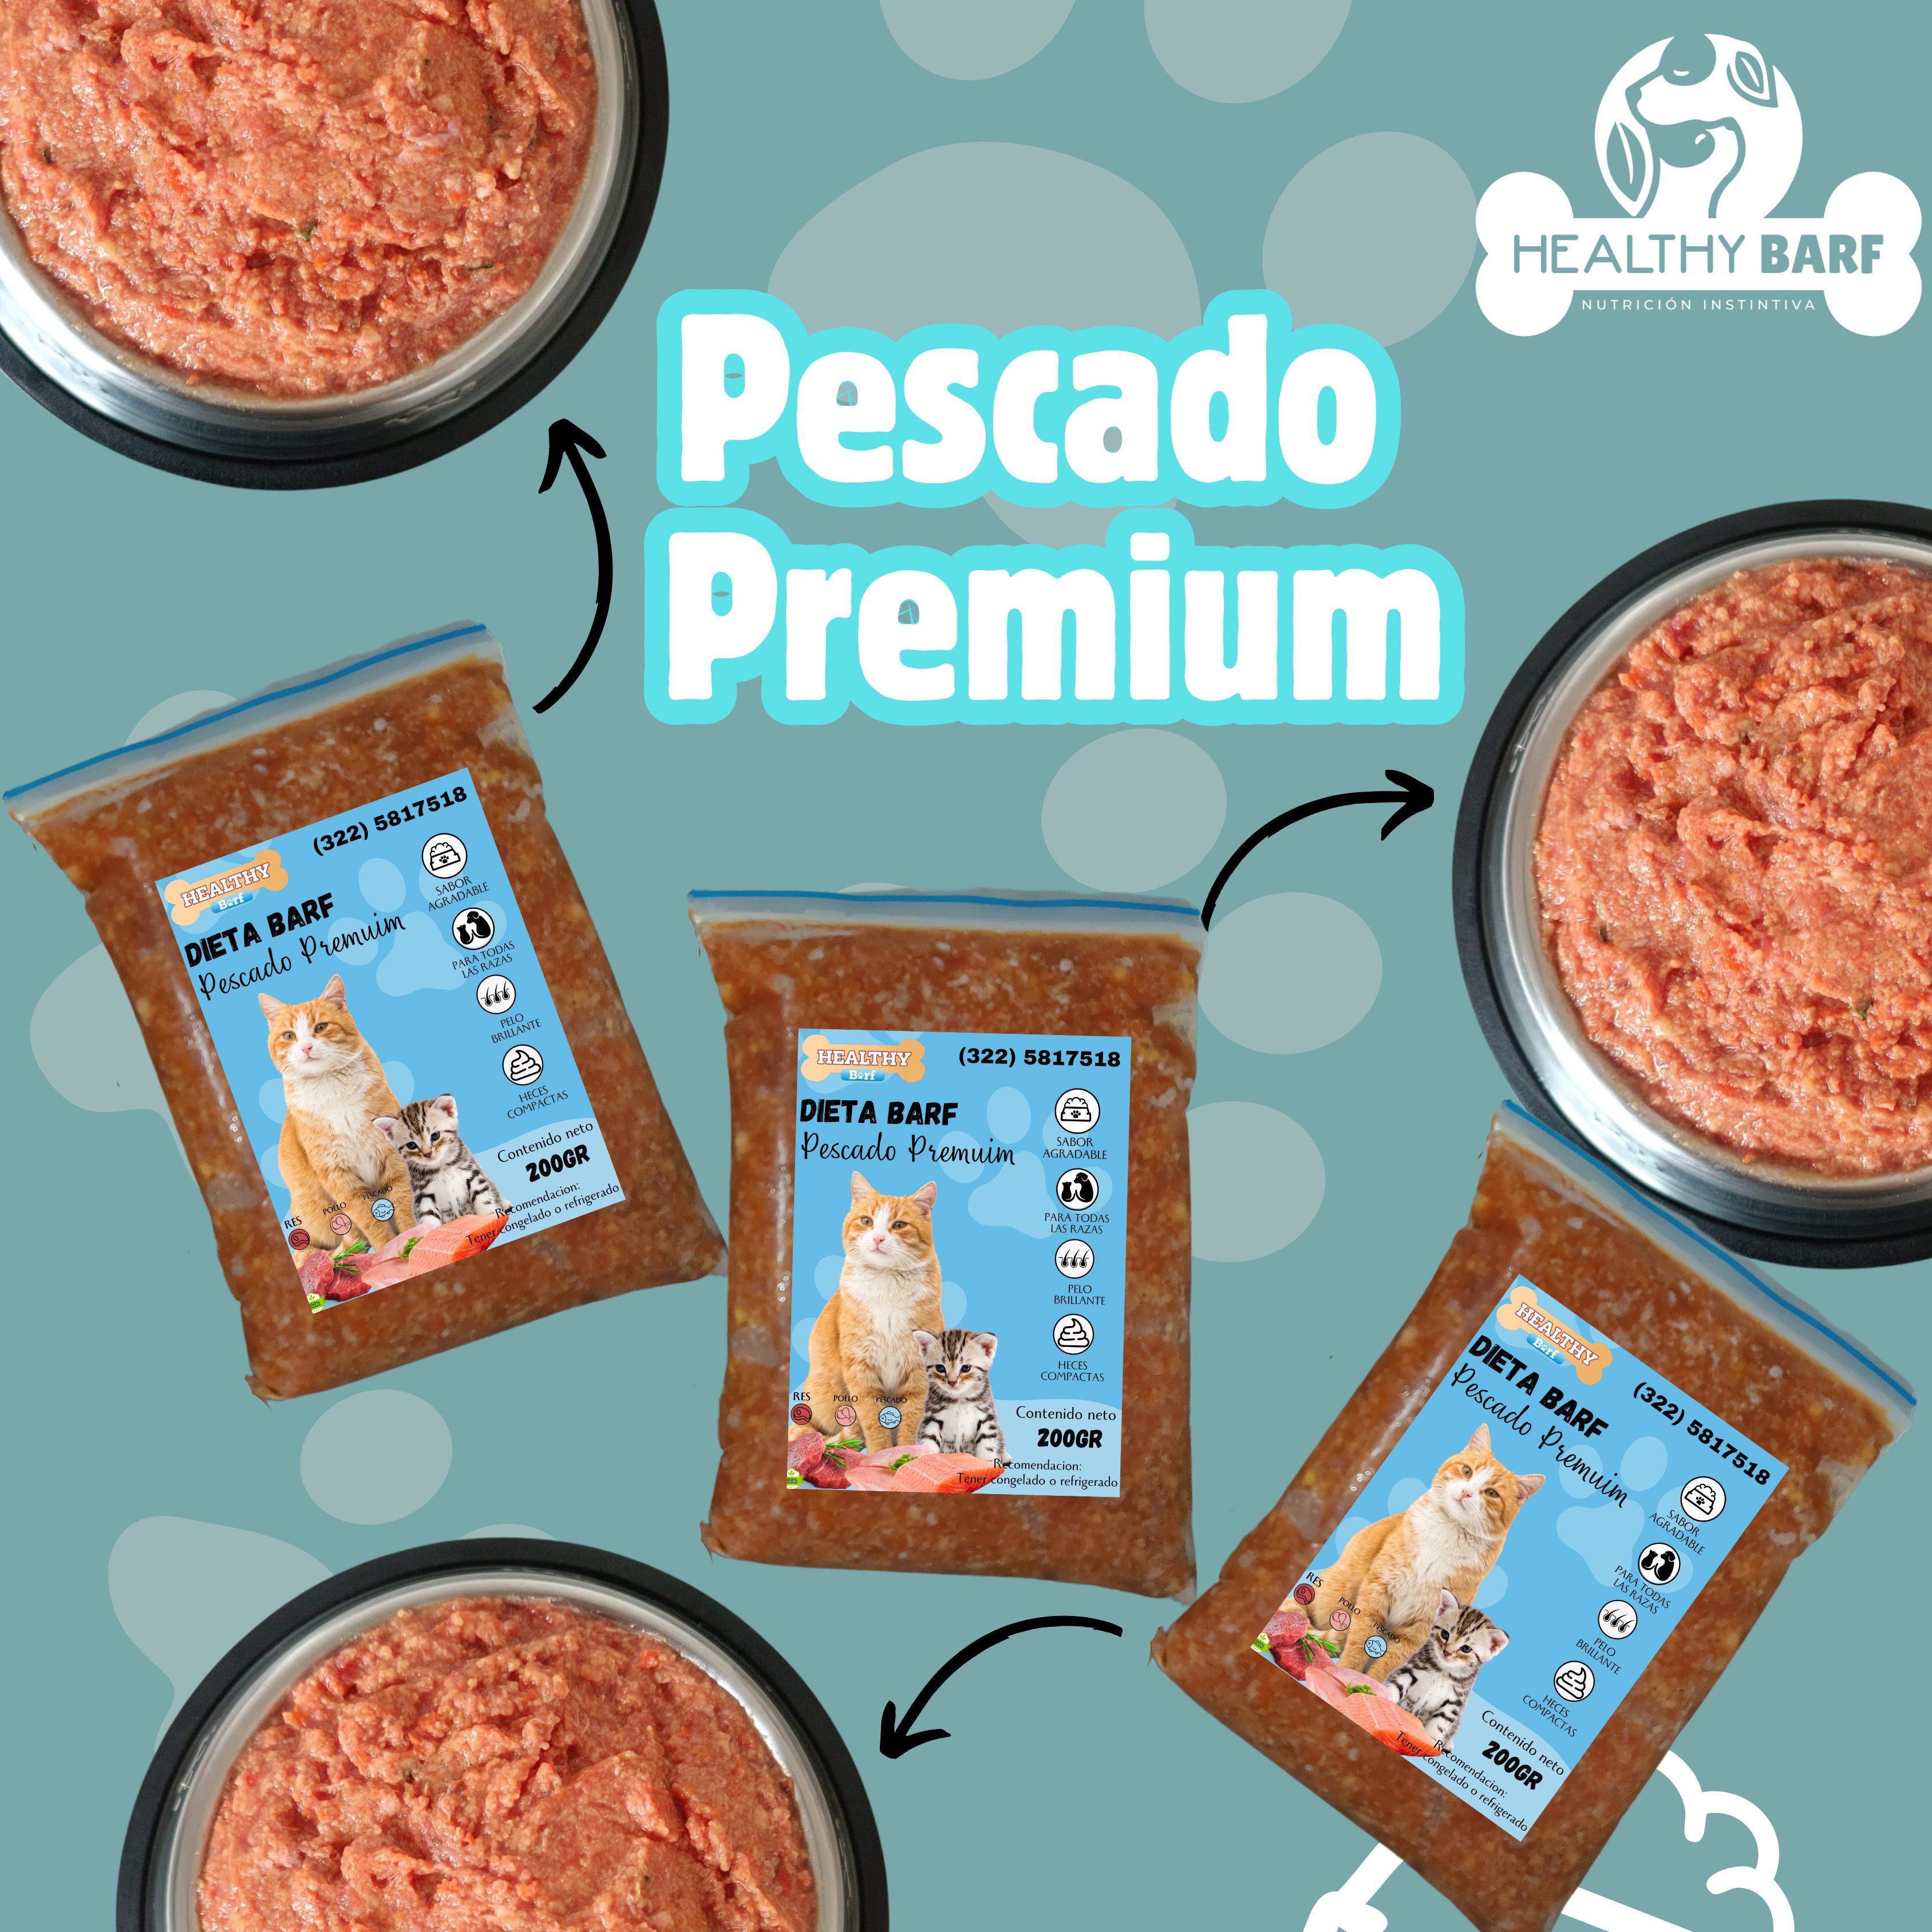 HEALTHY BARF
NUTRICIÓN INSTINTIVA
Pescado
Premium
(322) 5817518
HEALTHY
Barf
DIETA BARF
Pescado Premuim
SABOR
AGRADABLE
PARA TODAS
LAS RAZAS
PELO
BRILLANTE
HECES
COMPACTAS
RES
POLLO
PESCADO
Contenido neto
200GR
Recomendacion:
Tener congelado o refrigerado
HEALTHY
Barf
(322) 5817518
DIETA BARF
Pescado Premuim
SABOR
AGRADABLE
PARA TODAS
LAS RAZAS
PELO
BRILLANTE
HECES
COMPACTAS
RES
POLLO
PESCADO
Contenido neto
200GR
Recomendacion:
Tener congelado o refrigerado
HEALTHY
Barf
(322) 5817518
DIETA BARF
Pescado Premuim
SABOR
AGRADABLE
PARA TODAS
LAS RAZAS
PELO
BRILLANTE
HECES
COMPACTAS
RES
POLLO
PESCADO
Contenido neto
200GR
Recomendacion:
Tener congelado o refrigerado